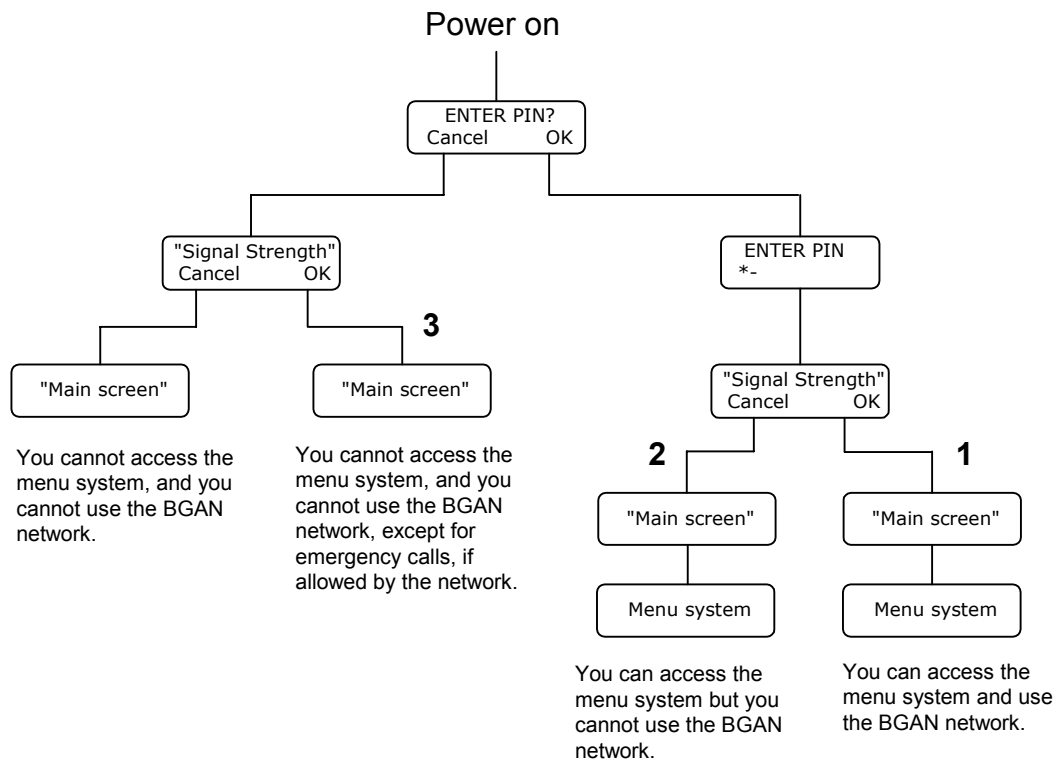 Power on
ENTER PIN?
Cancel OK
"Signal Strength"
Cancel OK
ENTER PIN
*-
3
"Main screen"
"Main screen"
"Signal Strength"
Cancel OK
You cannot access the
menu system, and you
cannot use the BGAN
network.
You cannot access the
menu system, and you
cannot use the BGAN
network, except for
emergency calls, if
allowed by the network.
2
1
"Main screen"
"Main screen"
Menu system
Menu system
You can access the
menu system but you
cannot use the BGAN
network.
You can access the
menu system and use
the BGAN network.